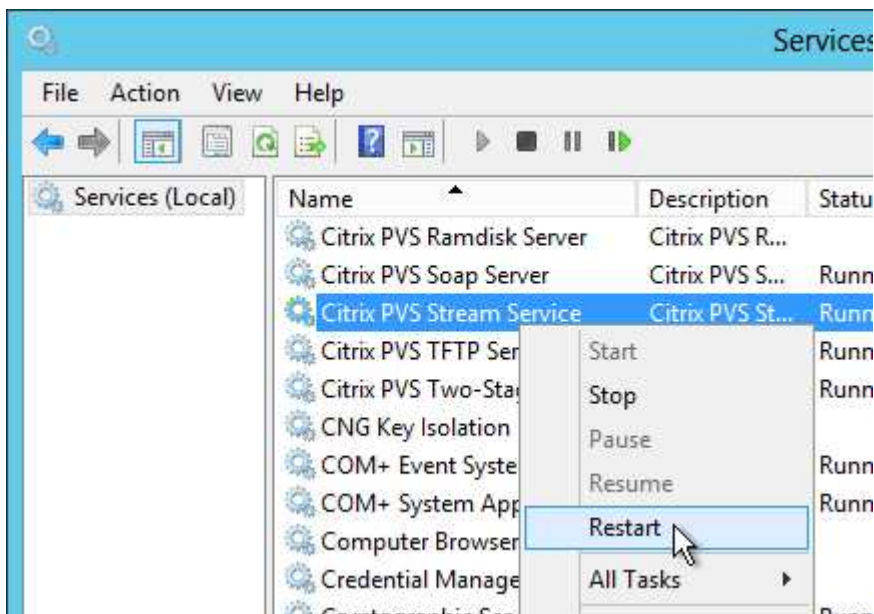 Services
File Action View Help
Services (Local)
Name Description Statu
Citrix PVS Ramdisk Server Citrix PVS R...
Citrix PVS Soap Server Citrix PVS S... Runn
Citrix PVS Stream Service Citrix PVS St... Runn
Citrix PVS TFTP Ser Start Runn
Citrix PVS Two-Sta Stop Runn
CNG Key Isolation Pause
COM+ Event Syste Resume Runn
COM+ System App Restart Runn
Computer Browser
Credential Manage All Tasks